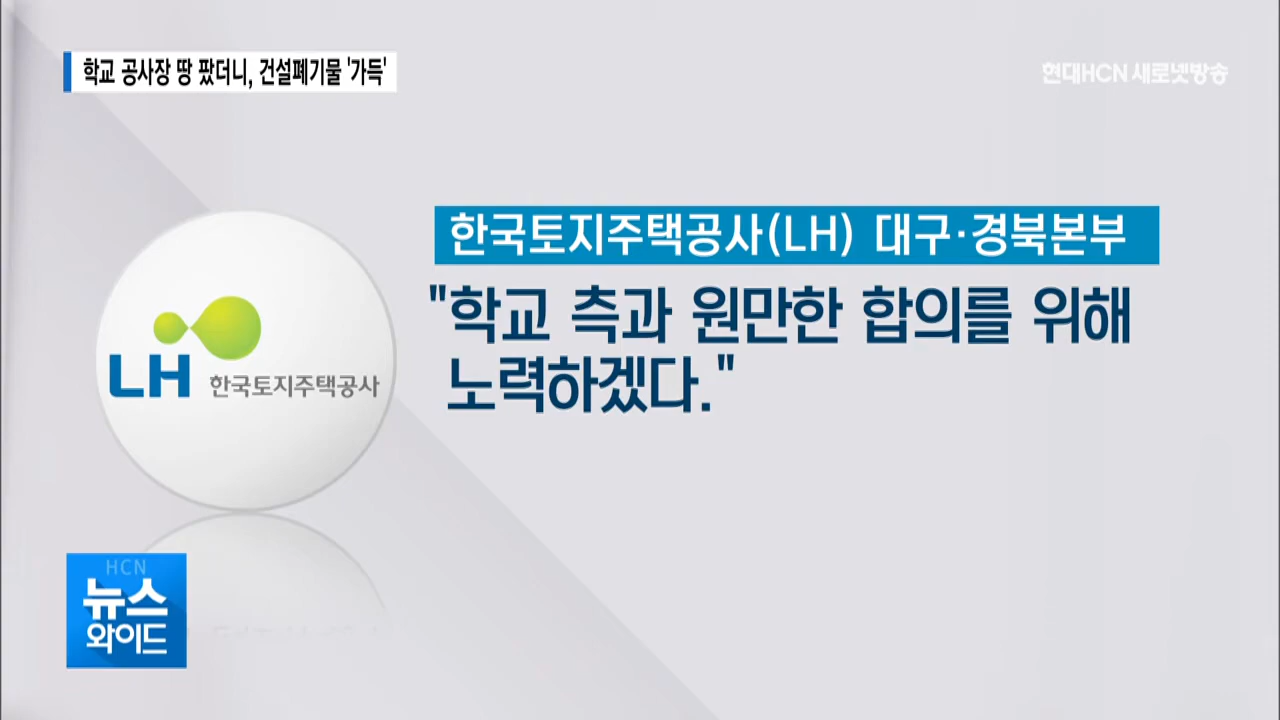 학교 공사장 땅 팠더니, 건설폐기물 '가득'
현대HCN 새로넷방송
한국토지주택공사(LH) 대구·경북본부
"학교 측과 원만한 합의를 위해
노력하겠다."
LH 한국토지주택공사
HCN
뉴스
와이드